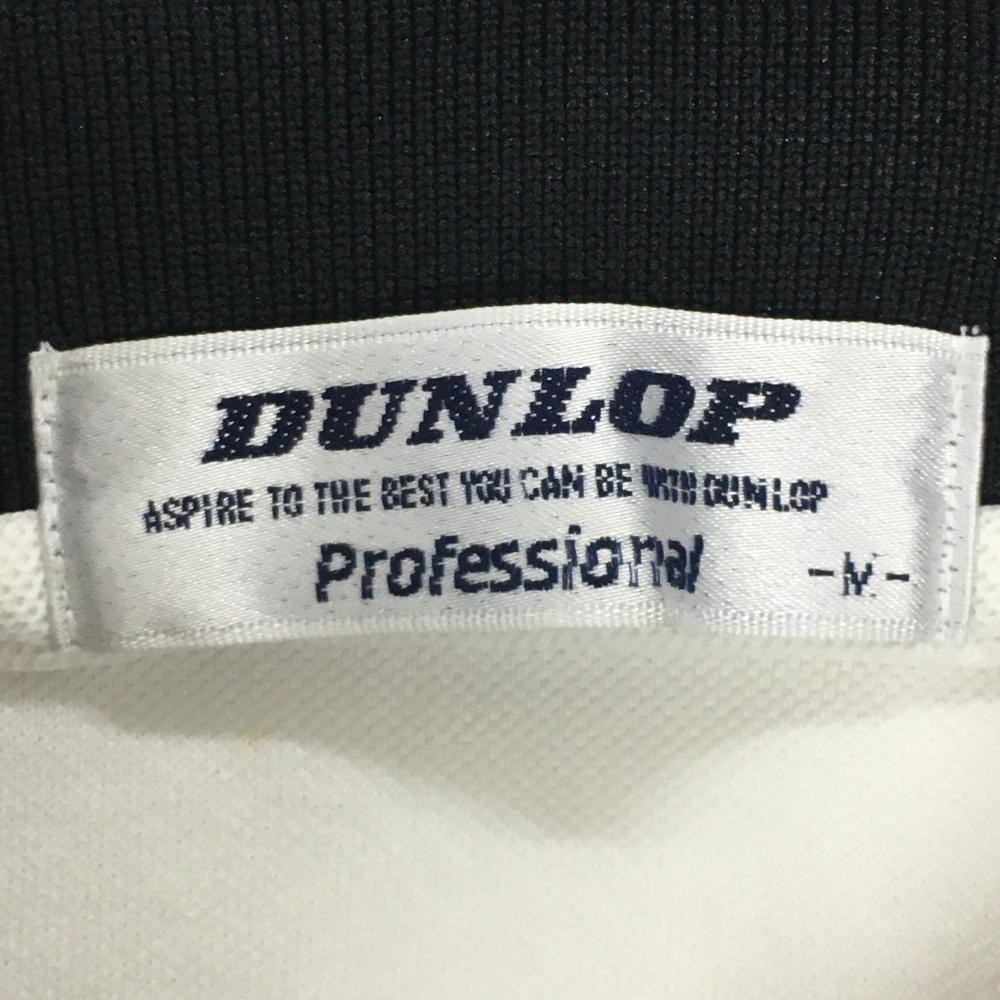 DUNLOP
ASPIRE TO THE BEST YOU CAN BE WITH DUNLOP
Professional -M-